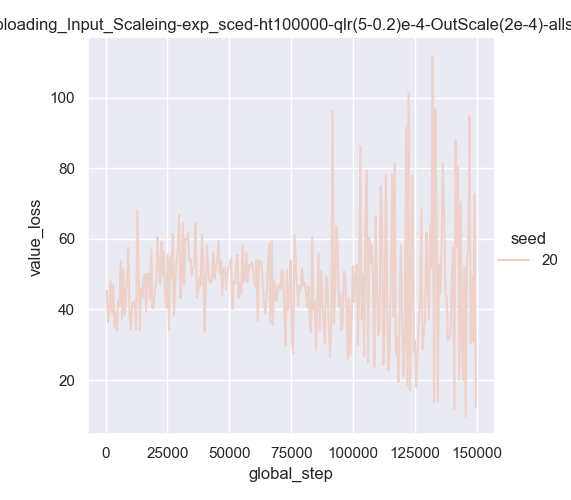 oloading_Input_Scaleing-exp_sced-ht100000-qlr(5-0.2)e-4-OutScale(2e-4)-alls
100
80
60
40
20
value_loss
seed
20
0 25000 50000 75000 100000 125000 150000
global_step